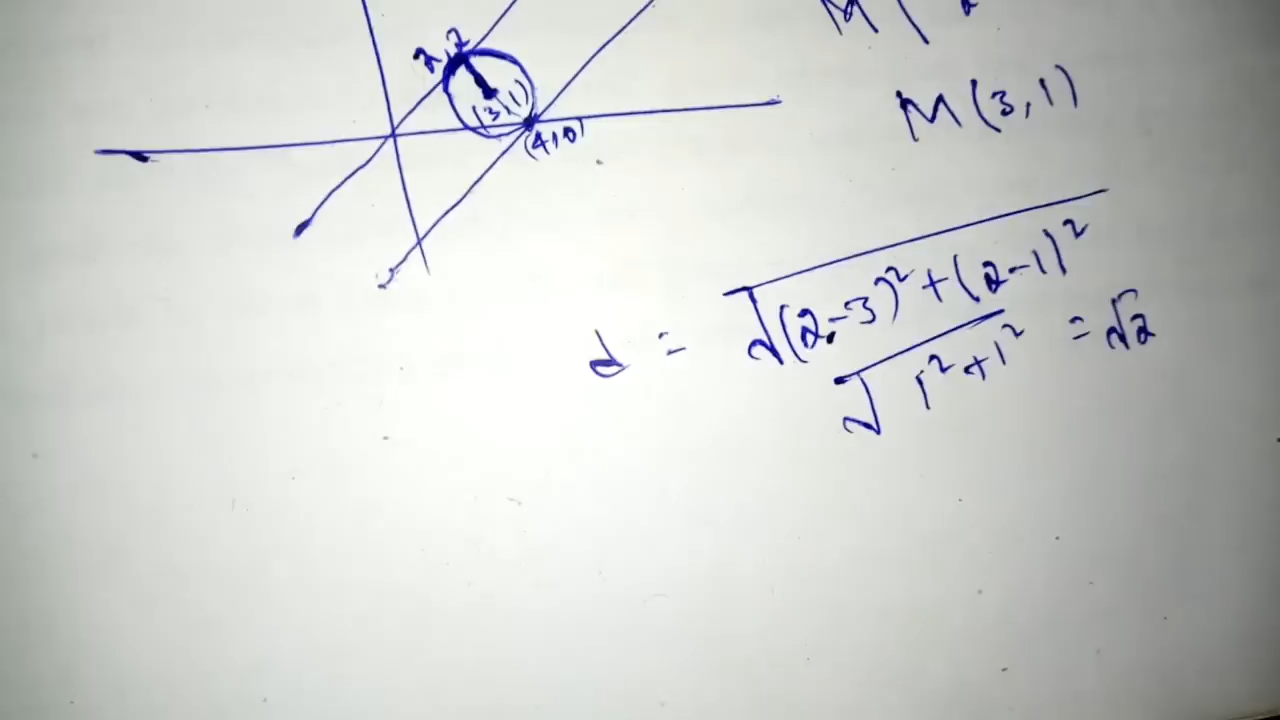 2,2
(3,1)
(4,0)
M(3,1)
d = √(2-3)²+(2-1)²
√1²+1² = √2